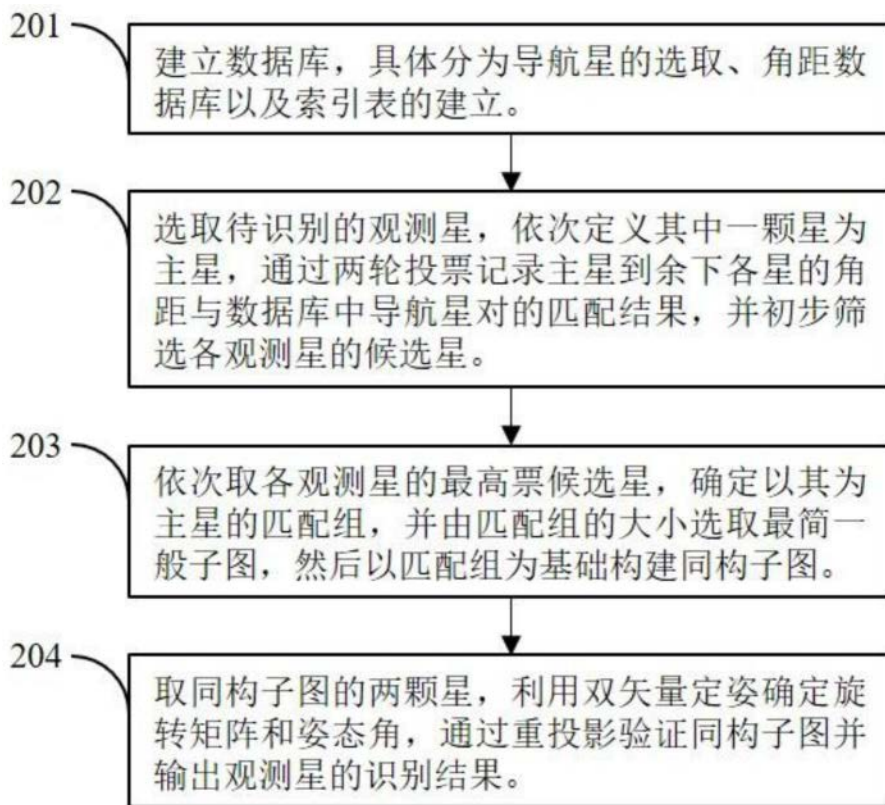 201
建立数据库，具体分为导航星的选取、角距数
据库以及索引表的建立。
202
选取待识别的观测星，依次定义其中一颗星为
主星，通过两轮投票记录主星到余下各星的角
距与数据库中导航星对的匹配结果，并初步筛
选各观测星的候选星。
203
依次取各观测星的最高票候选星，确定以其为
主星的匹配组，并由匹配组的大小选取最简一
般子图，然后以匹配组为基础构建同构子图。
204
取同构子图的两颗星，利用双矢量定姿确定旋
转矩阵和姿态角，通过重投影验证同构子图并
输出观测星的识别结果。